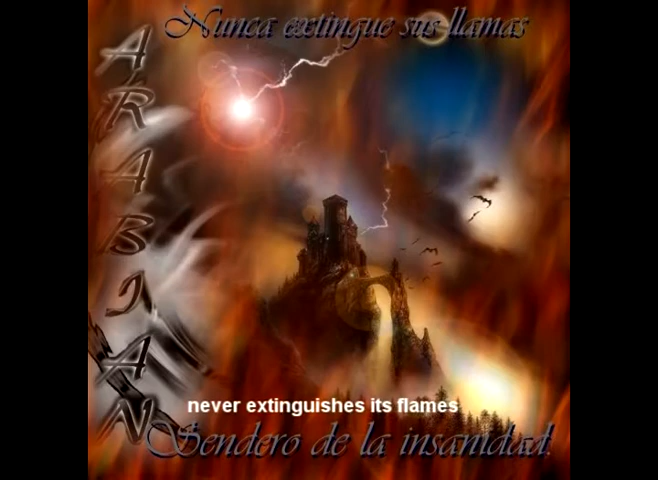 Nunca extingue sus llamas
ARABIAN
never extinguishes its flames
Sendero de la insanidad.